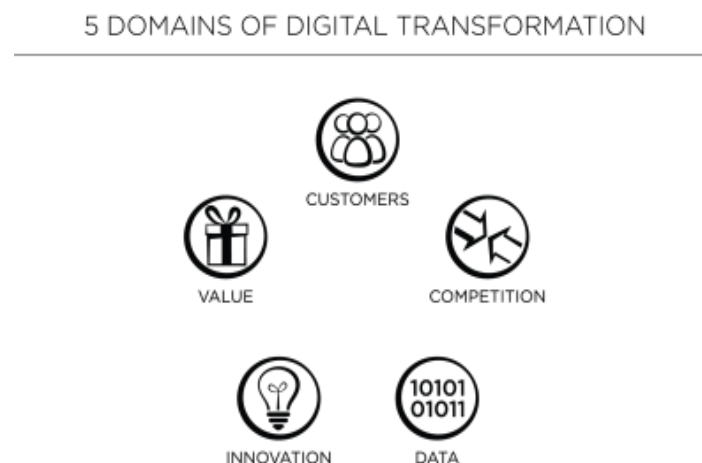 5 DOMAINS OF DIGITAL TRANSFORMATION
CUSTOMERS
VALUE
COMPETITION
10101
01011
INNOVATION
DATA